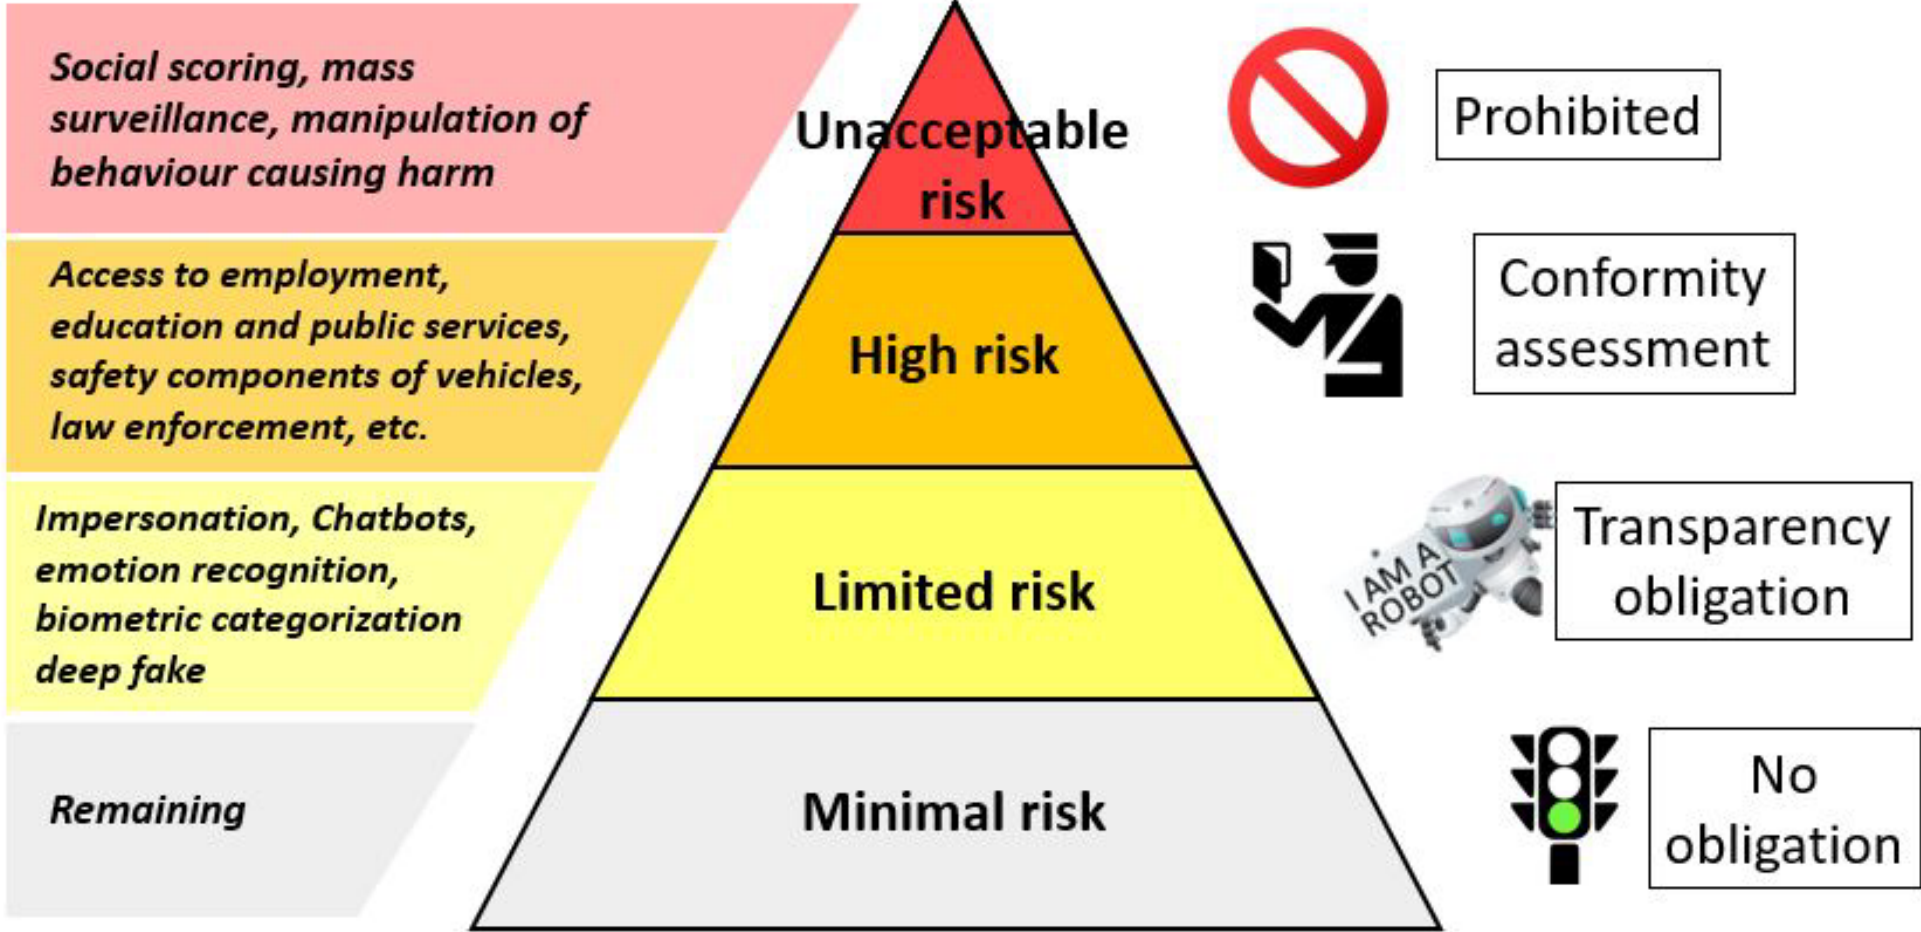 Social scoring, mass
surveillance, manipulation of
behaviour causing harm
Unacceptable
risk
Prohibited
Access to employment,
education and public services,
safety components of vehicles,
law enforcement, etc.
High risk
Conformity
assessment
Impersonation, Chatbots,
emotion recognition,
biometric categorization
deep fake
Limited risk
I AM A
ROBOT
Transparency
obligation
Remaining
Minimal risk
No
obligation